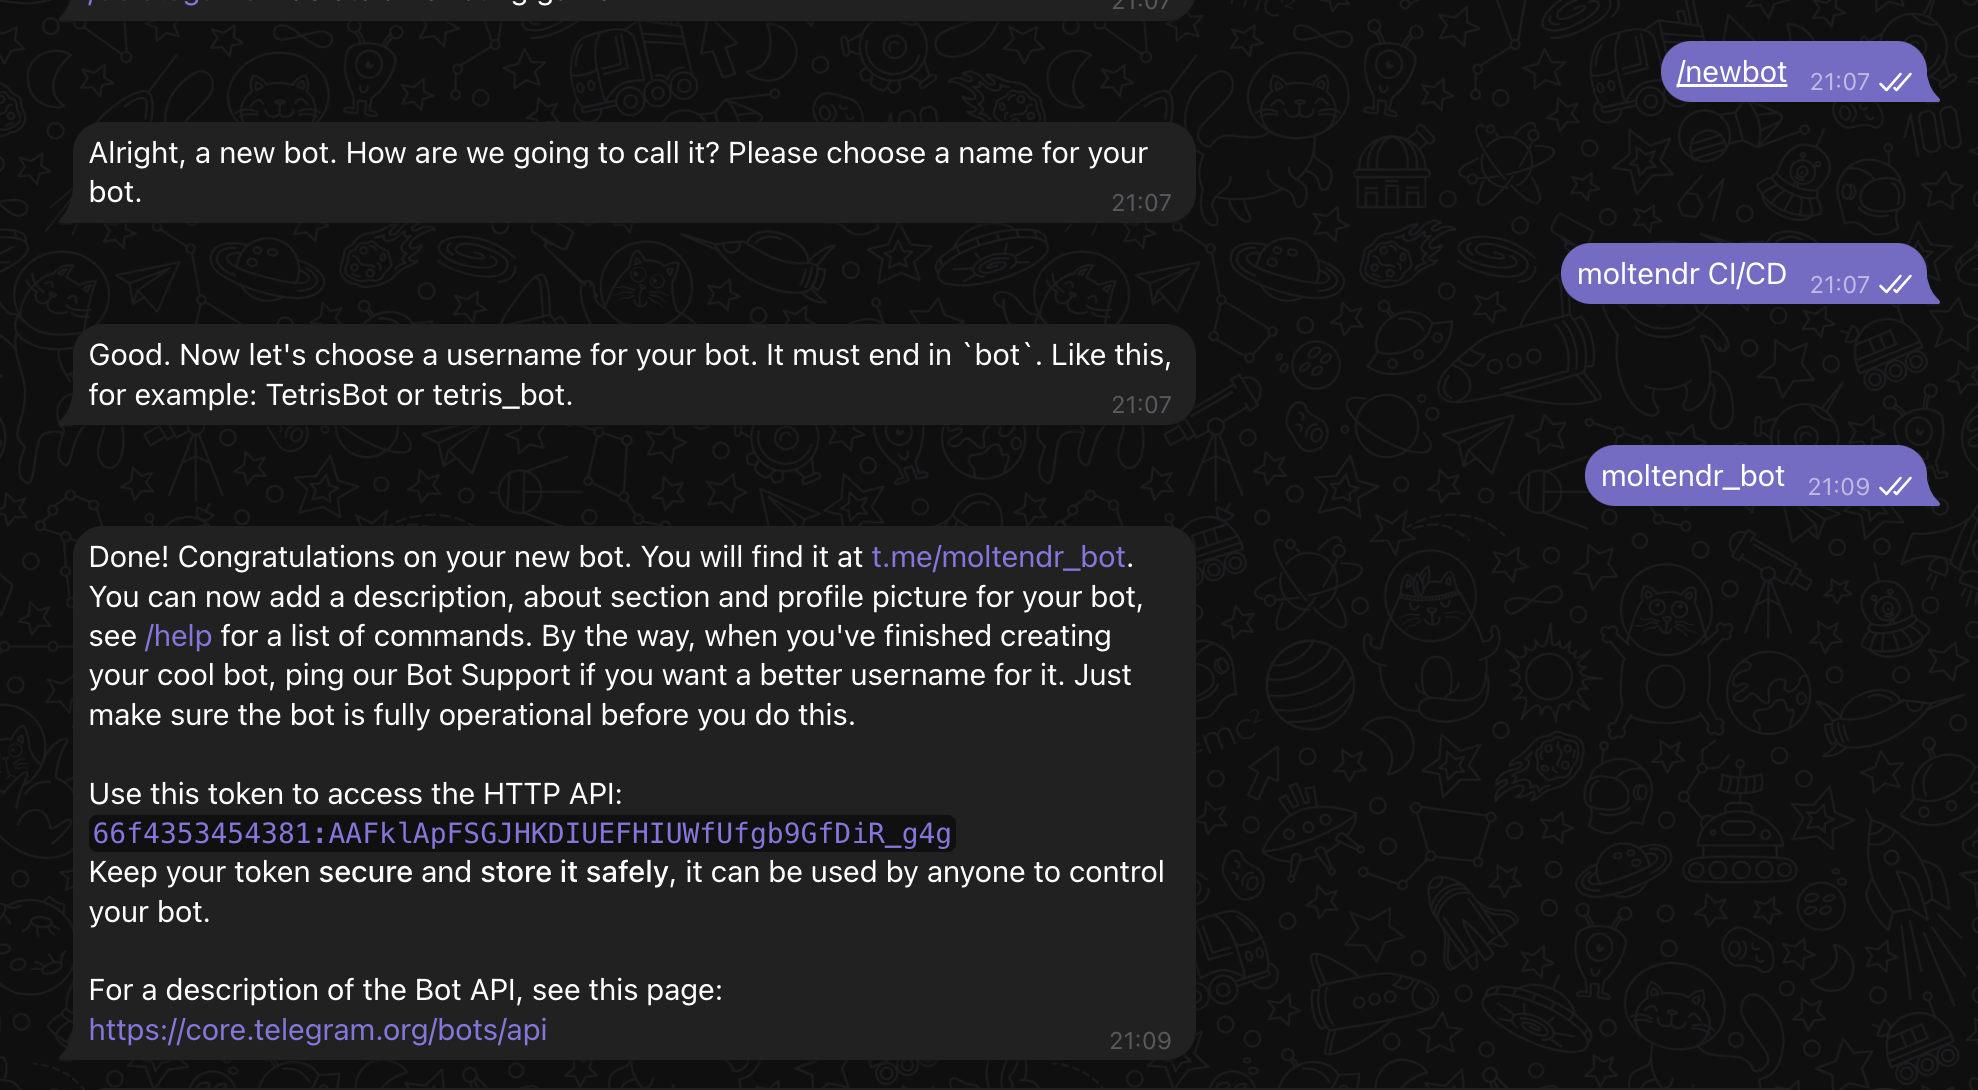 21:07
/newbot 21:07
Alright, a new bot. How are we going to call it? Please choose a name for your
bot.
21:07
moltendr CI/CD 21:07
Good. Now let's choose a username for your bot. It must end in `bot`. Like this,
for example: TetrisBot or tetris_bot.
21:07
moltendr_bot 21:09
Done! Congratulations on your new bot. You will find it at t.me/moltendr_bot.
You can now add a description, about section and profile picture for your bot,
see /help for a list of commands. By the way, when you've finished creating
your cool bot, ping our Bot Support if you want a better username for it. Just
make sure the bot is fully operational before you do this.
Use this token to access the HTTP API:
66f4353454381:AAFklApFSGJHKDIUEFHIUWfUfgb9GfDiR_g4g
Keep your token secure and store it safely, it can be used by anyone to control
your bot.
For a description of the Bot API, see this page:
https://core.telegram.org/bots/api
21:09